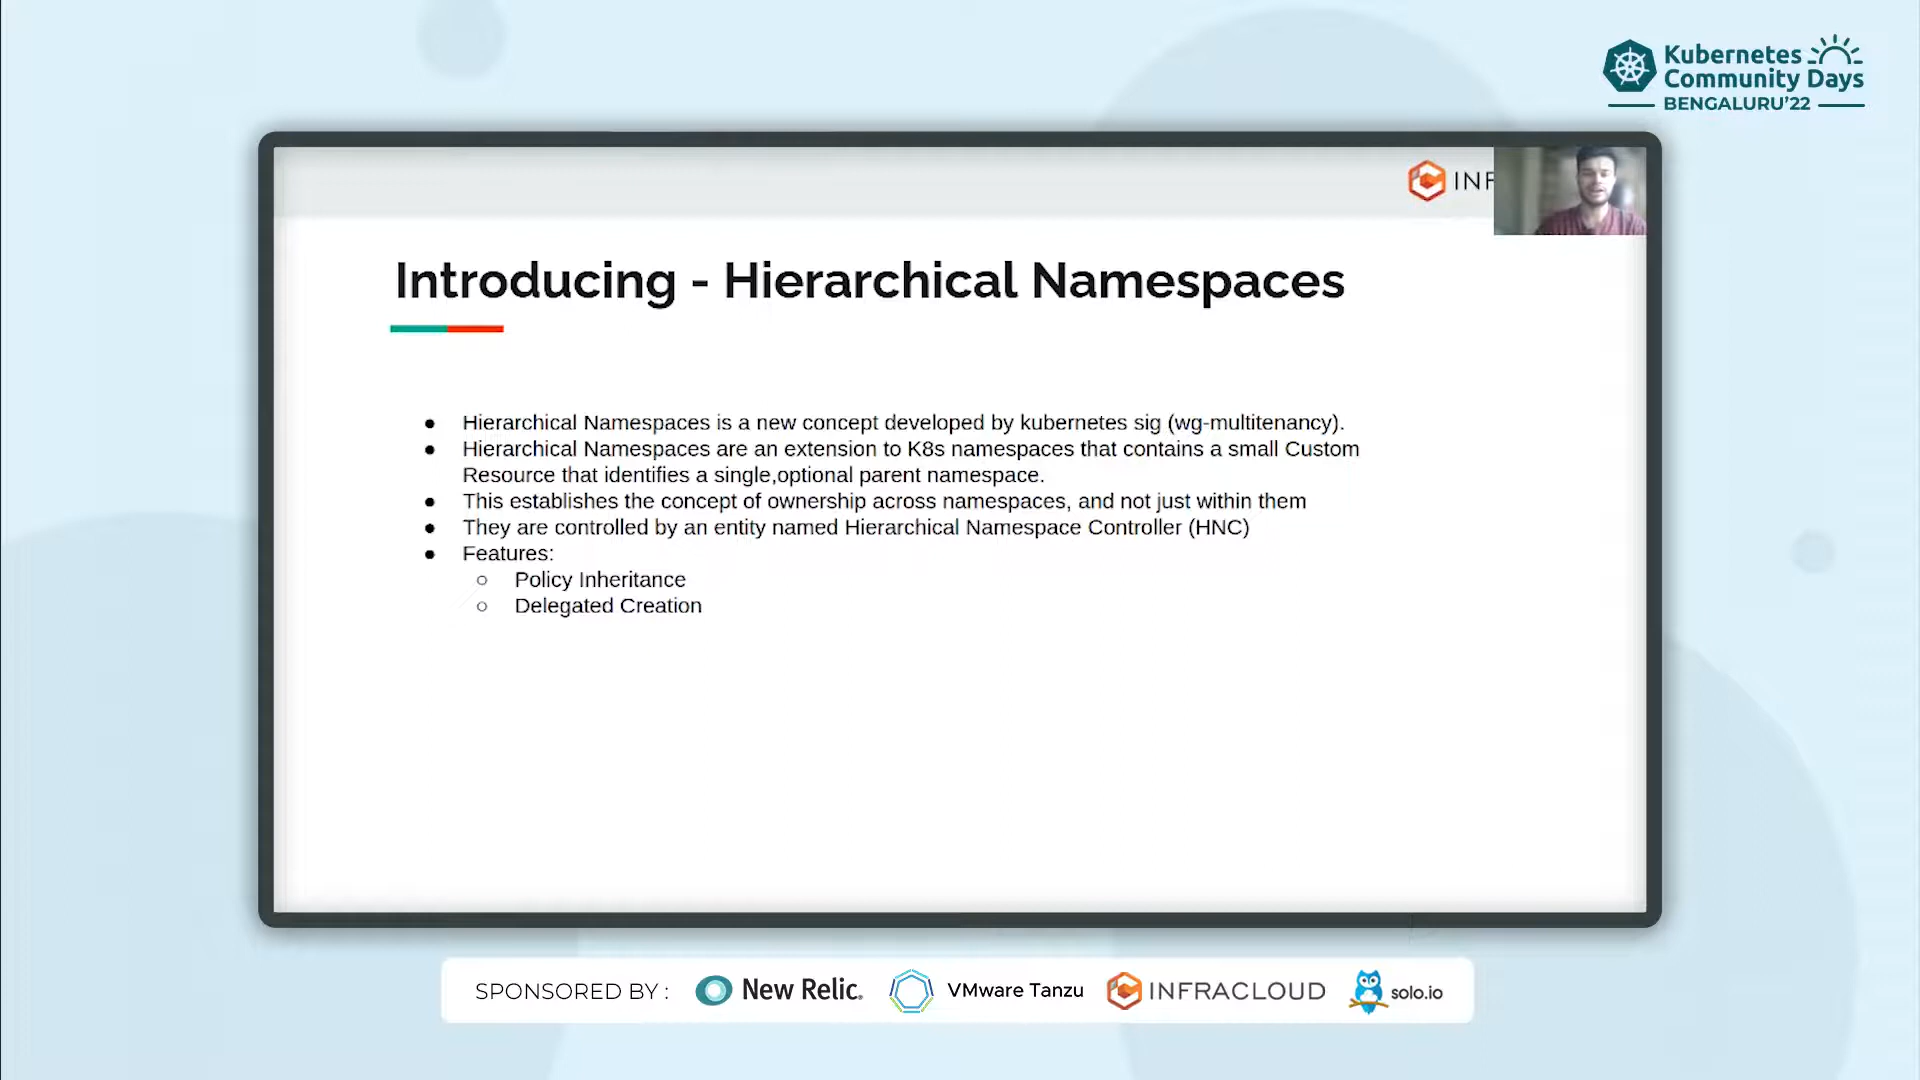 Kubernetes
Community Days
BENGALURU'22
INF
Introducing - Hierarchical Namespaces
● Hierarchical Namespaces is a new concept developed by kubernetes sig (wg-multitenancy).
● Hierarchical Namespaces are an extension to K8s namespaces that contains a small Custom
Resource that identifies a single,optional parent namespace.
● This establishes the concept of ownership across namespaces, and not just within them
● They are controlled by an entity named Hierarchical Namespace Controller (HNC)
● Features:
○ Policy Inheritance
○ Delegated Creation
SPONSORED BY : New Relic. VMware Tanzu INFRACLOUD solo.io